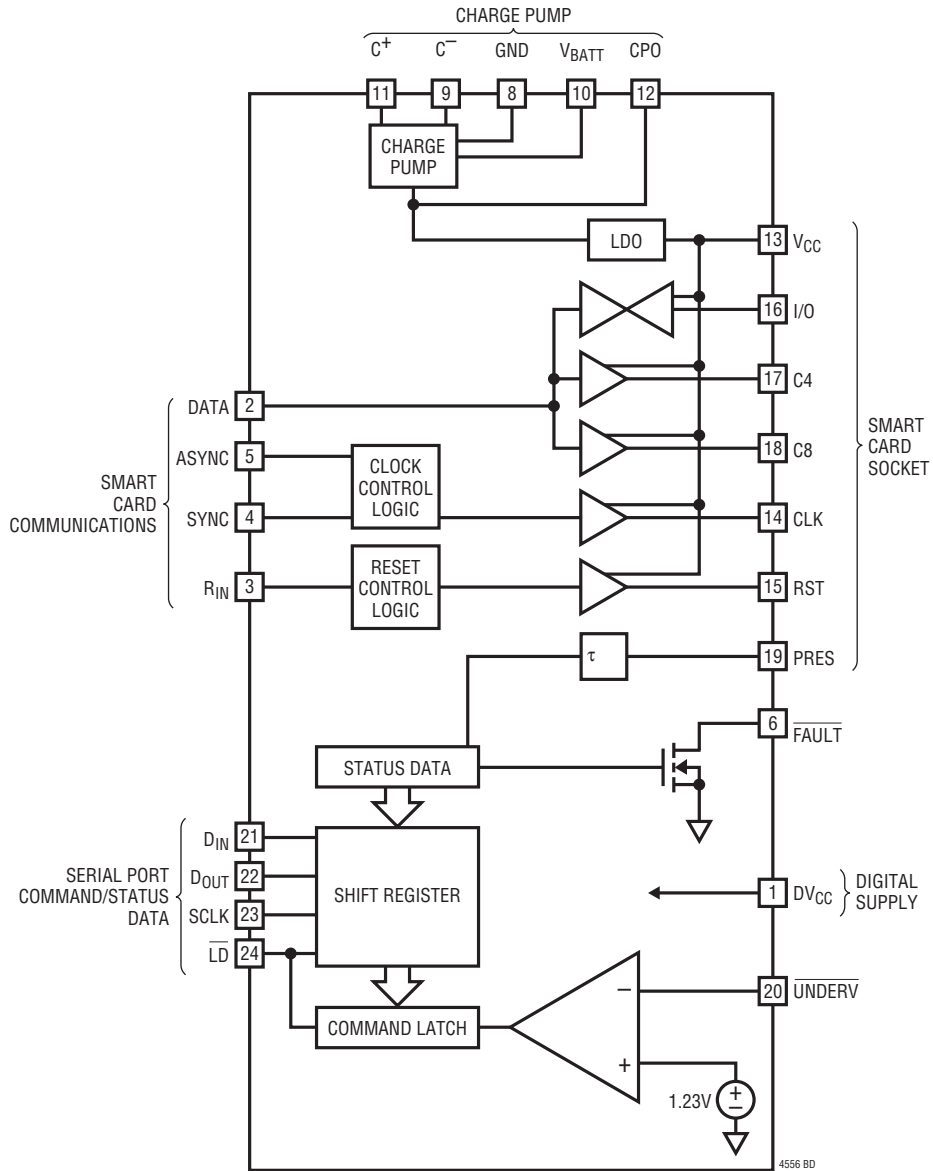 CHARGE PUMP
C+ C− GND VBATT CPO
11 9 8 10 12
CHARGE
PUMP
LDO
13 VCC
16 I/O
17 C4
DATA 2
18 C8
SMART
CARD
SOCKET
ASYNC 5
CLOCK
CONTROL
LOGIC
SMART
CARD
COMMUNICATIONS
SYNC 4
14 CLK
RIN 3
RESET
CONTROL
LOGIC
15 RST
τ
19 PRES
6 FAULT
STATUS DATA
DIN 21
DOUT 22
SCLK 23
LD 24
SERIAL PORT
COMMAND/STATUS
DATA
SHIFT REGISTER
1 DVCC
DIGITAL
SUPPLY
−
20 UNDERV
COMMAND LATCH
+
1.23V
+
−
4556 BD